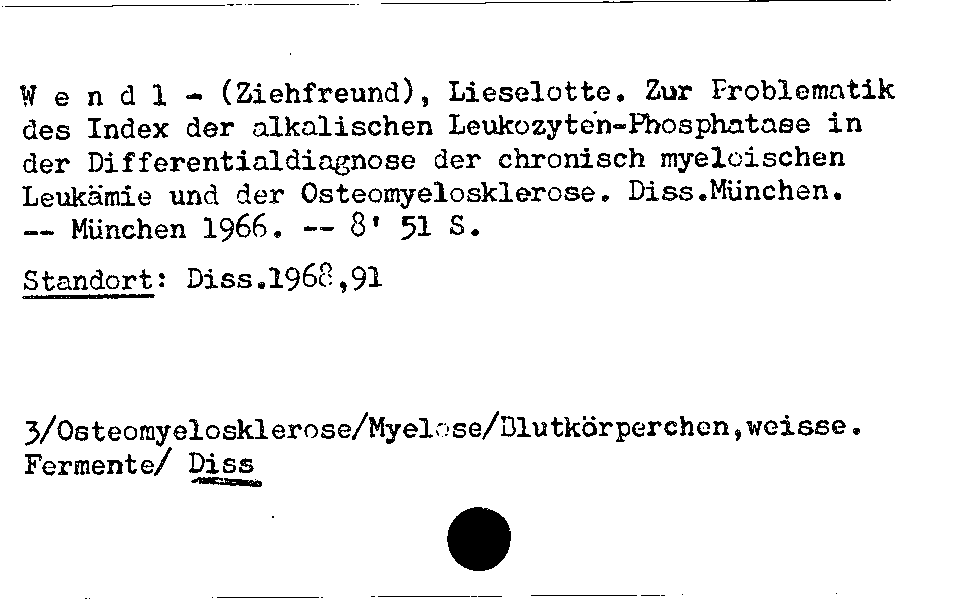 W e n d l - (Ziehfreund), Lieselotte. Zur Problematik
des Index der alkalischen Leukozyten-Phosphatase in
der Differentialdiagnose der chronisch myeloischen
Leukämie und der Osteomyelosklerose. Diss.München.
-- München 1966. -- 8' 51 S.
Standort: Diss.1968,91
3/Osteomyelosklerose/Myelose/Blutkörperchen,weisse.
Fermente/ Diss